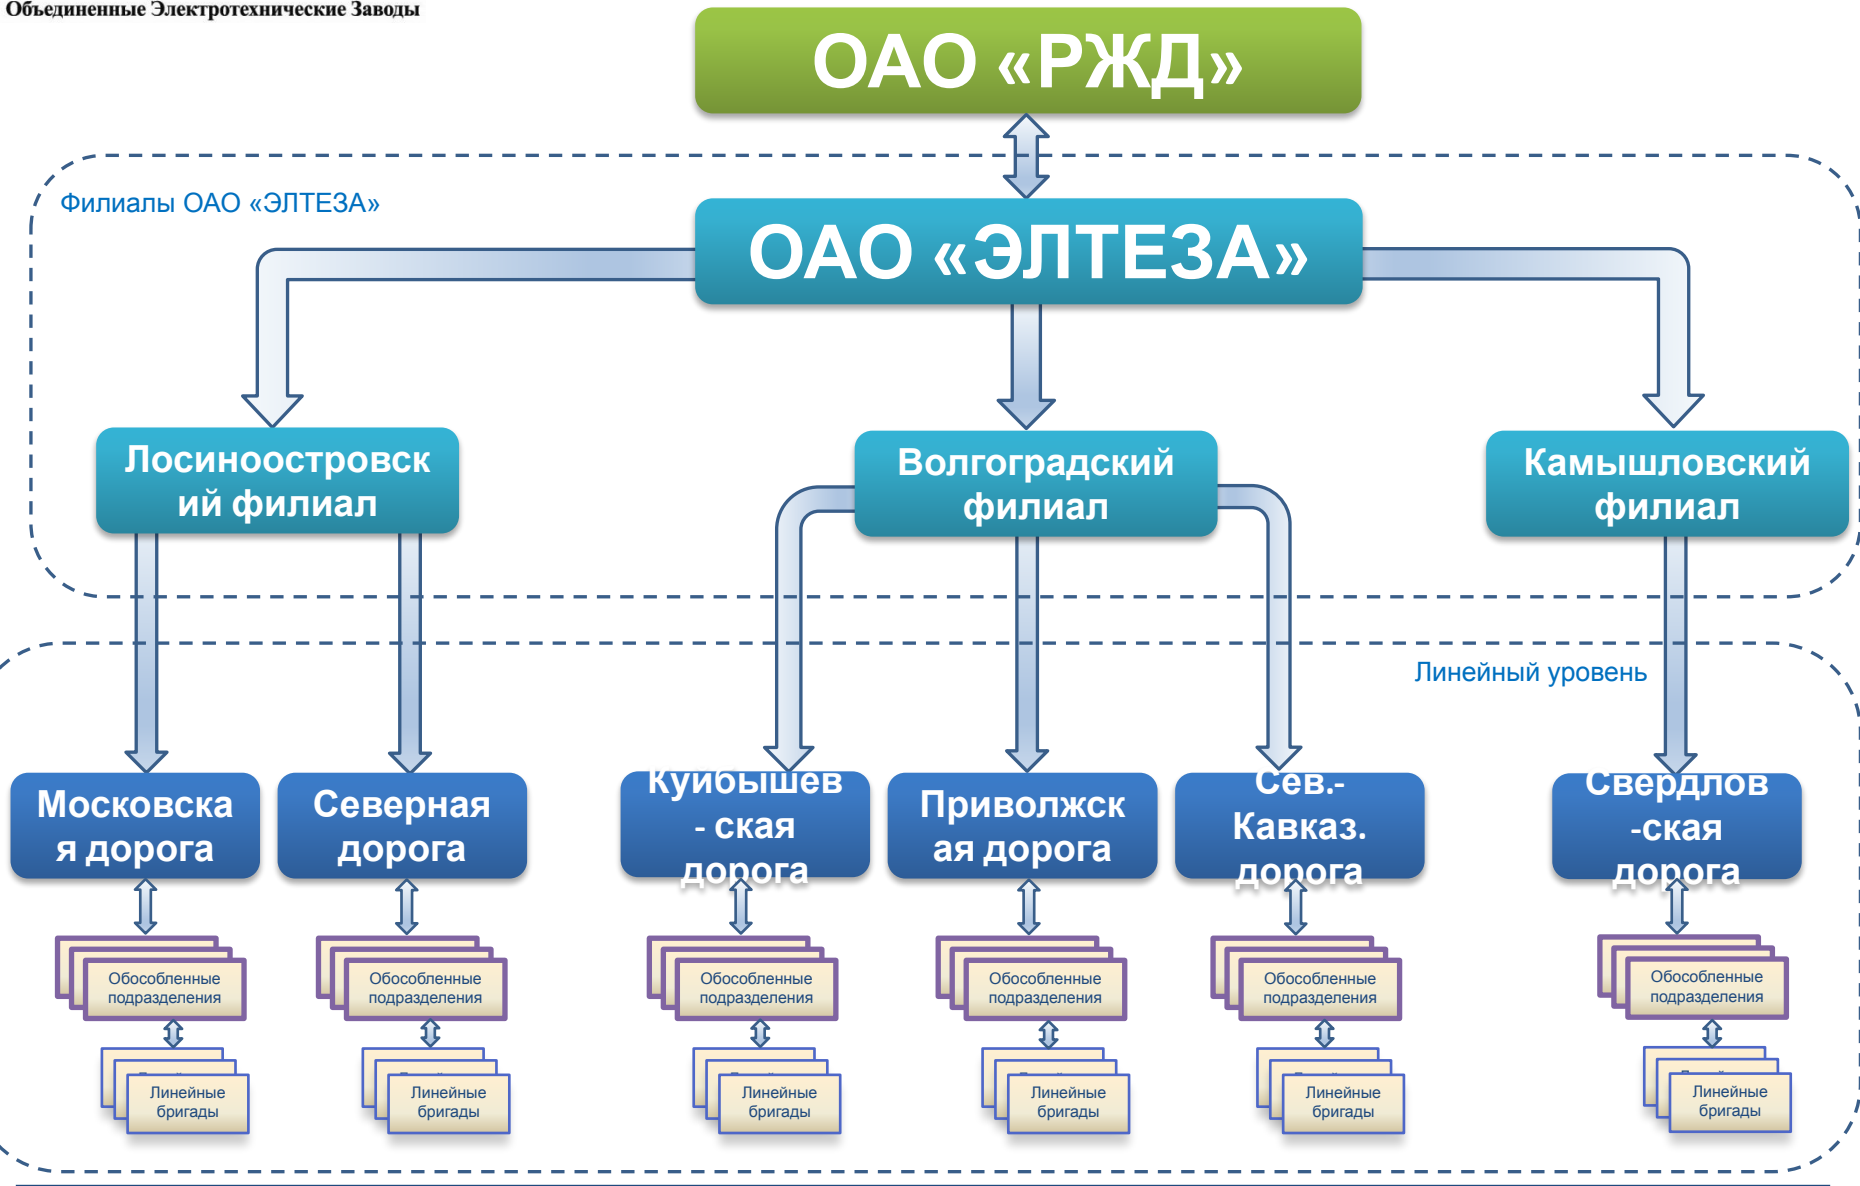 Объединенные Электротехнические Заводы
ОАО «РЖД»
Филиалы ОАО «ЭЛТЕЗА»
ОАО «ЭЛТЕЗА»
Лосиноостровск
ий филиал
Волгоградский
филиал
Камышловский
филиал
Линейный уровень
Московска
я дорога
Северная
дорога
Куйбышев
- ская
дорога
Приволжск
ая дорога
Сев.-
Кавказ.
дорога
Свердлов
-ская
дорога
Обособленные
подразделения
Обособленные
подразделения
Обособленные
подразделения
Обособленные
подразделения
Обособленные
подразделения
Обособленные
подразделения
Линейные
бригады
Линейные
бригады
Линейные
бригады
Линейные
бригады
Линейные
бригады
Линейные
бригады